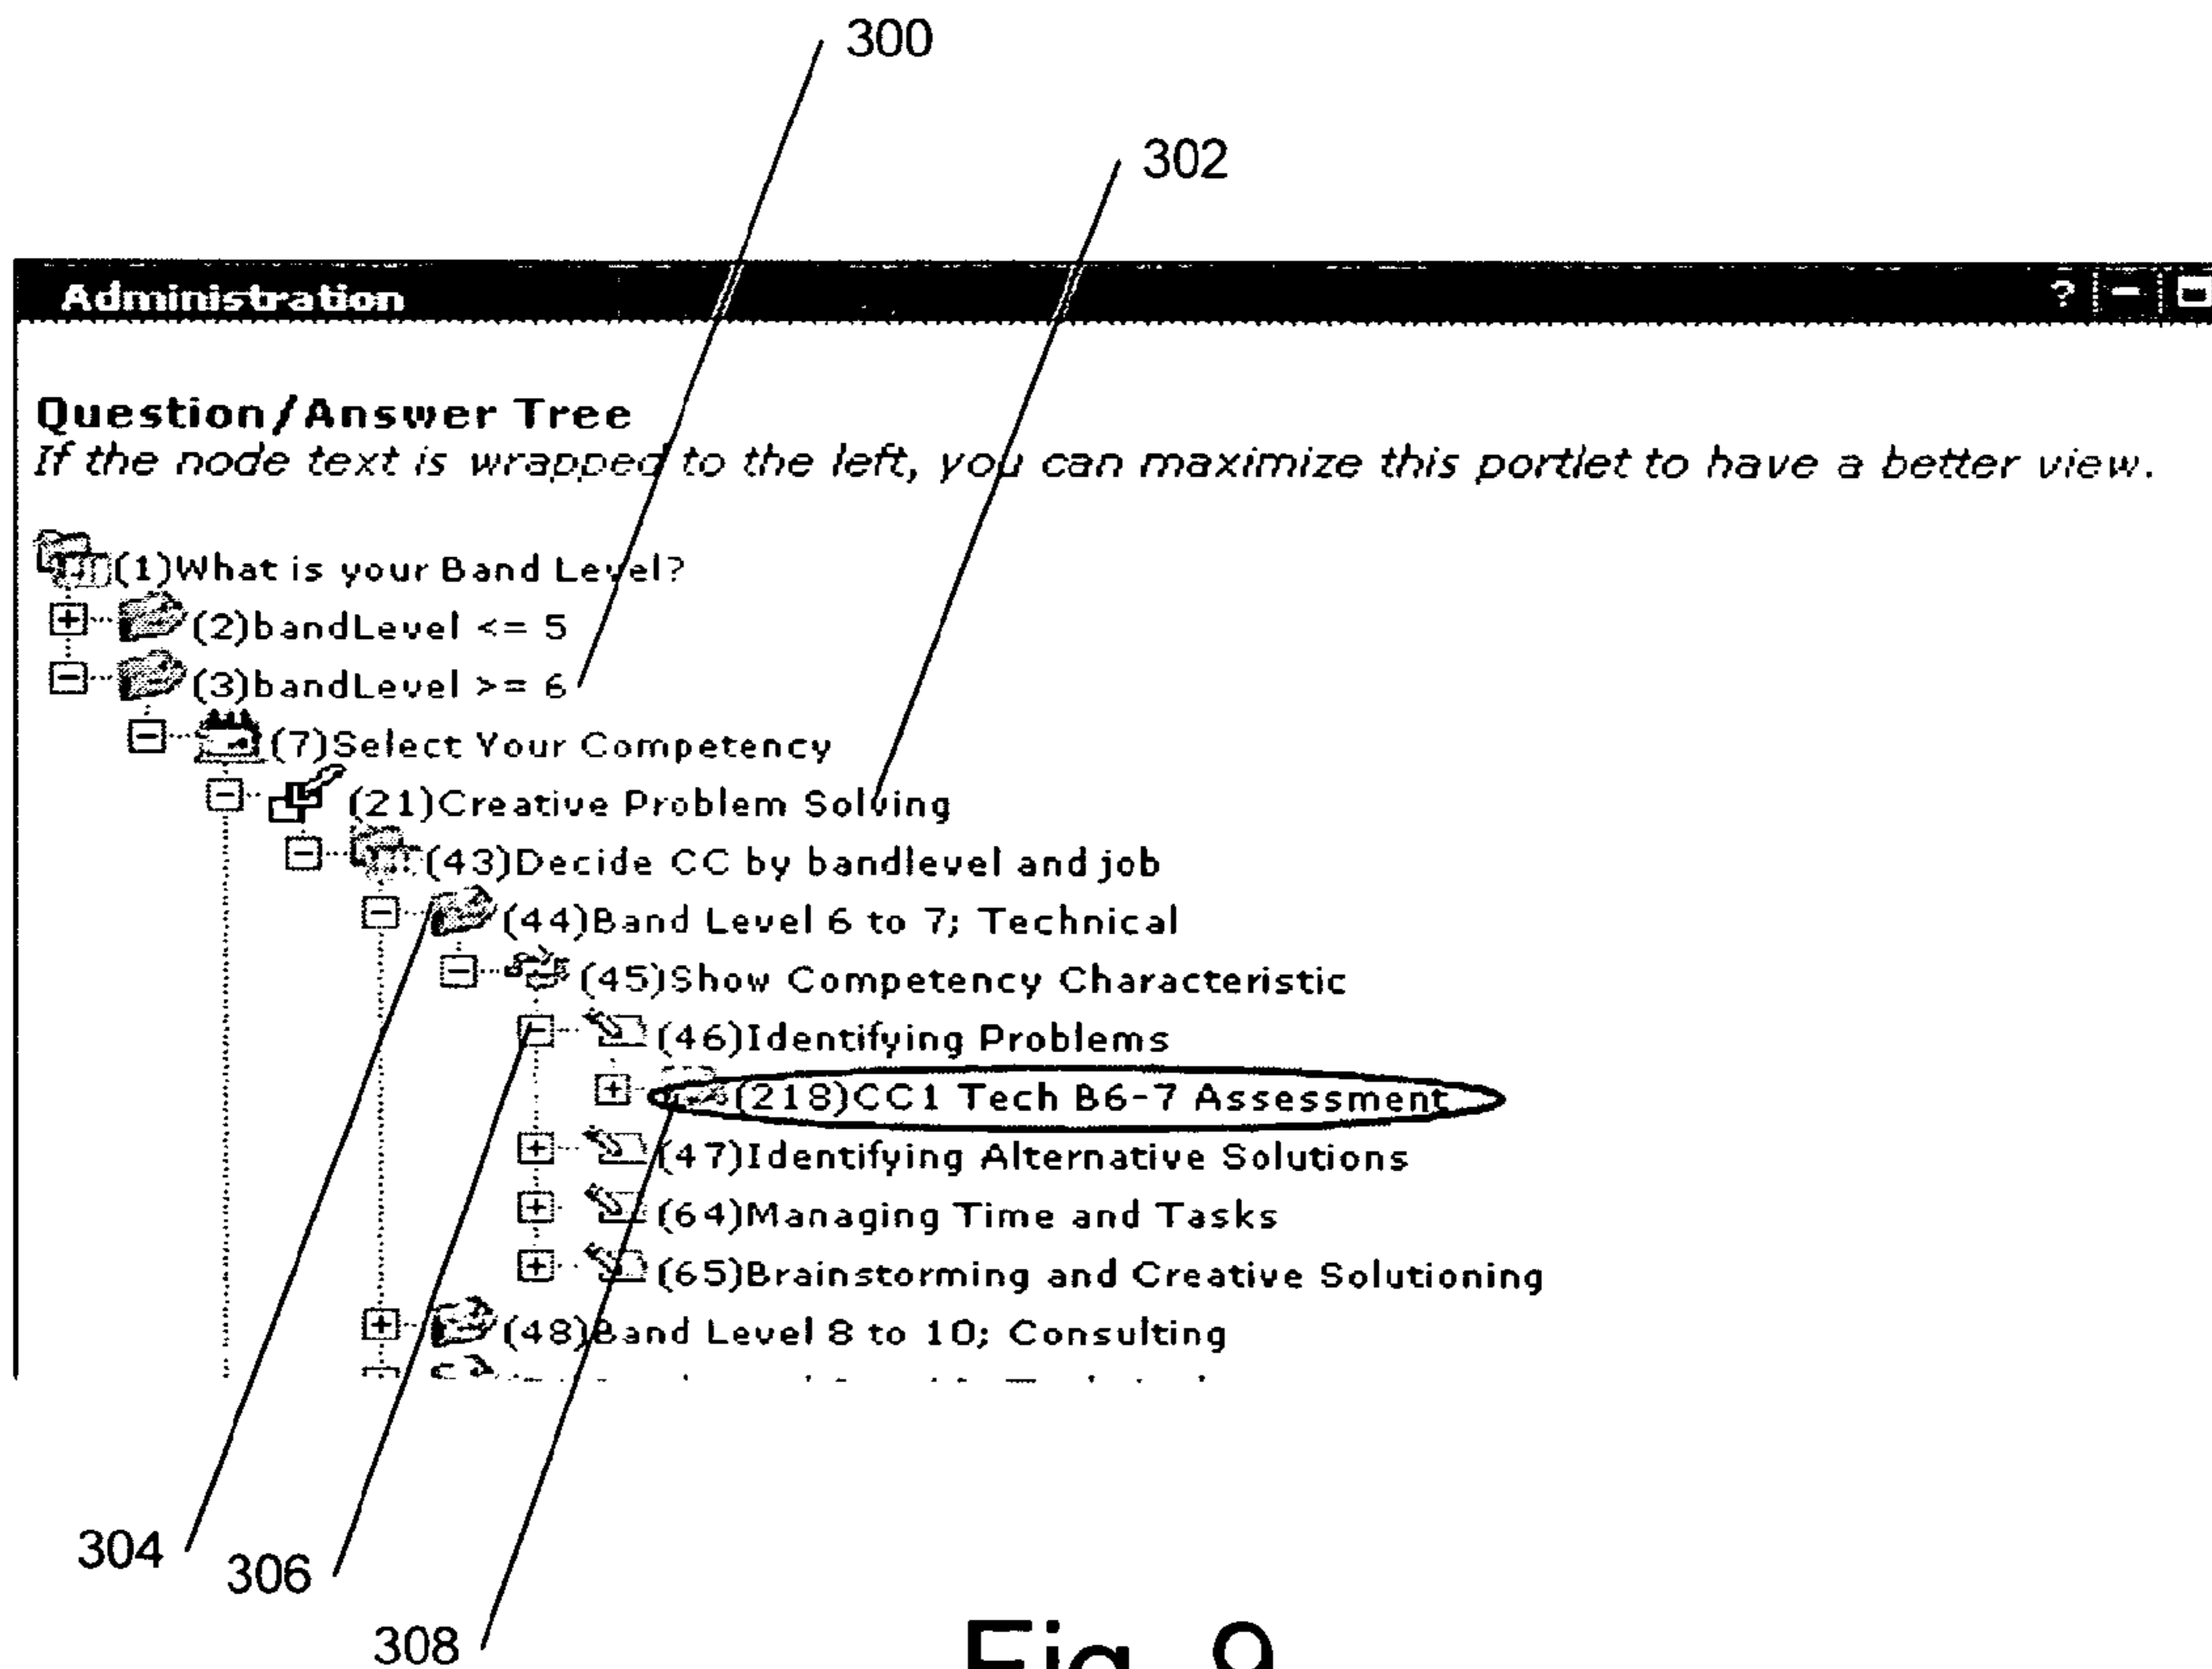 300
302
Administration ?
Question/Answer Tree
If the node text is wrapped to the left, you can maximize this portlet to have a better view.
(1)What is your Band Level?
(2)bandLevel <= 5
(3)bandLevel >= 6
(7)Select Your Competency
(21)Creative Problem Solving
(43)Decide CC by bandlevel and job
(44)Band Level 6 to 7; Technical
(45)Show Competency Characteristic
(46)Identifying Problems
(218)CC1 Tech B6-7 Assessment
(47)Identifying Alternative Solutions
(64)Managing Time and Tasks
(65)Brainstorming and Creative Solutioning
(48)Band Level 8 to 10; Consulting
304
306
308
Fig. 9